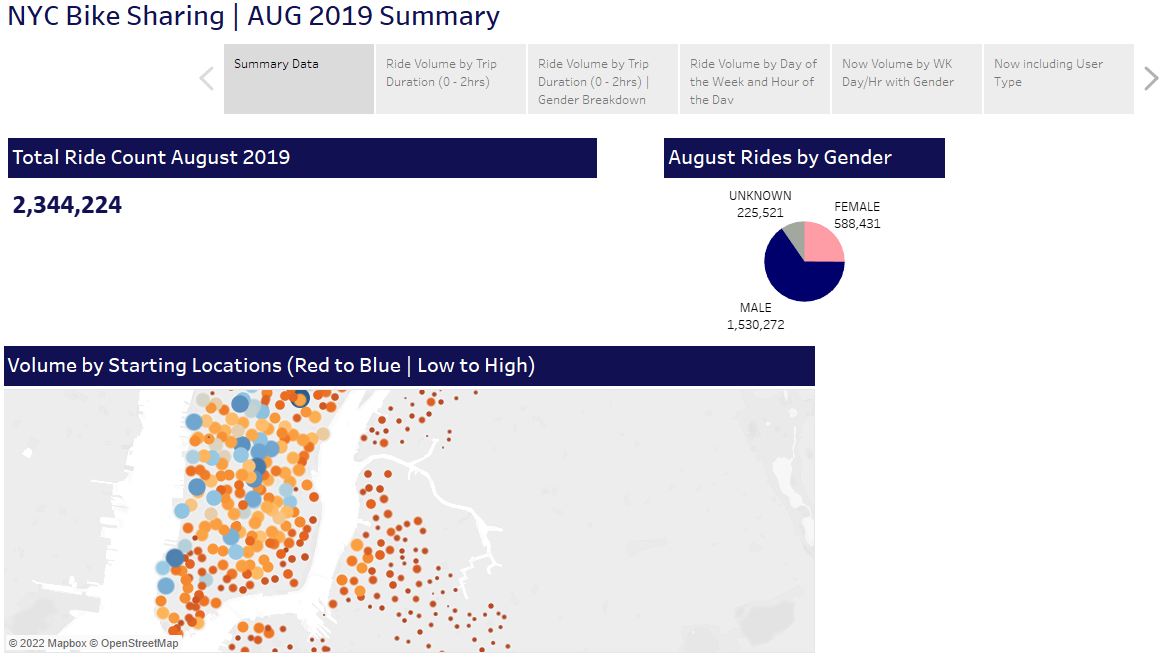 NYC Bike Sharing | AUG 2019 Summary
Summary Data
Ride Volume by Trip
Duration (0 - 2hrs)
Ride Volume by Trip
Duration (0 - 2hrs) |
Gender Breakdown
Ride Volume by Day of
the Week and Hour of
the Day
Now Volume by WK
Day/Hr with Gender
Now including User
Type
Total Ride Count August 2019
2,344,224
August Rides by Gender
UNKNOWN
225,521
FEMALE
588,431
MALE
1,530,272
Volume by Starting Locations (Red to Blue | Low to High)
© 2022 Mapbox © OpenStreetMap